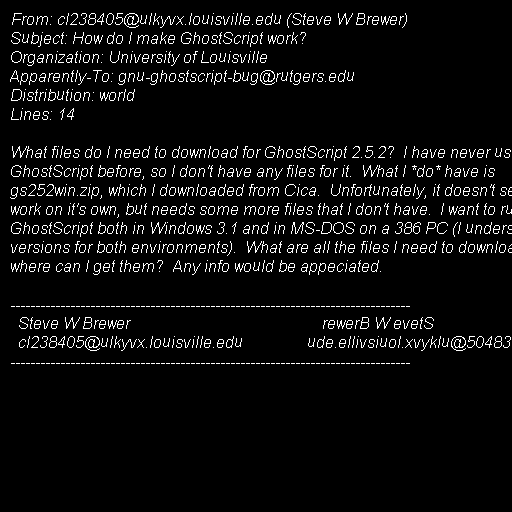 From: cl238405@ulkyvx.louisville.edu (Steve W Brewer)
Subject: How do I make GhostScript work?
Organization: University of Louisville
Apparently-To: gnu-ghostscript-bug@rutgers.edu
Distribution: world
Lines: 14

What files do I need to download for GhostScript 2.5.2?  I have never us
GhostScript before, so I don't have any files for it.  What I *do* have is
gs252win.zip, which I downloaded from Cica.  Unfortunately, it doesn't se
work on it's own, but needs some more files that I don't have.  I want to ru
GhostScript both in Windows 3.1 and in MS-DOS on a 386 PC (I unders
versions for both environments).  What are all the files I need to downloa
where can I get them?  Any info would be appeciated.

--------------------------------------------------------------------------------
Steve W Brewer                                        rewerB W evetS
cl238405@ulkyvx.louisville.edu             ude.ellivsiuol.xvyklu@50483
--------------------------------------------------------------------------------